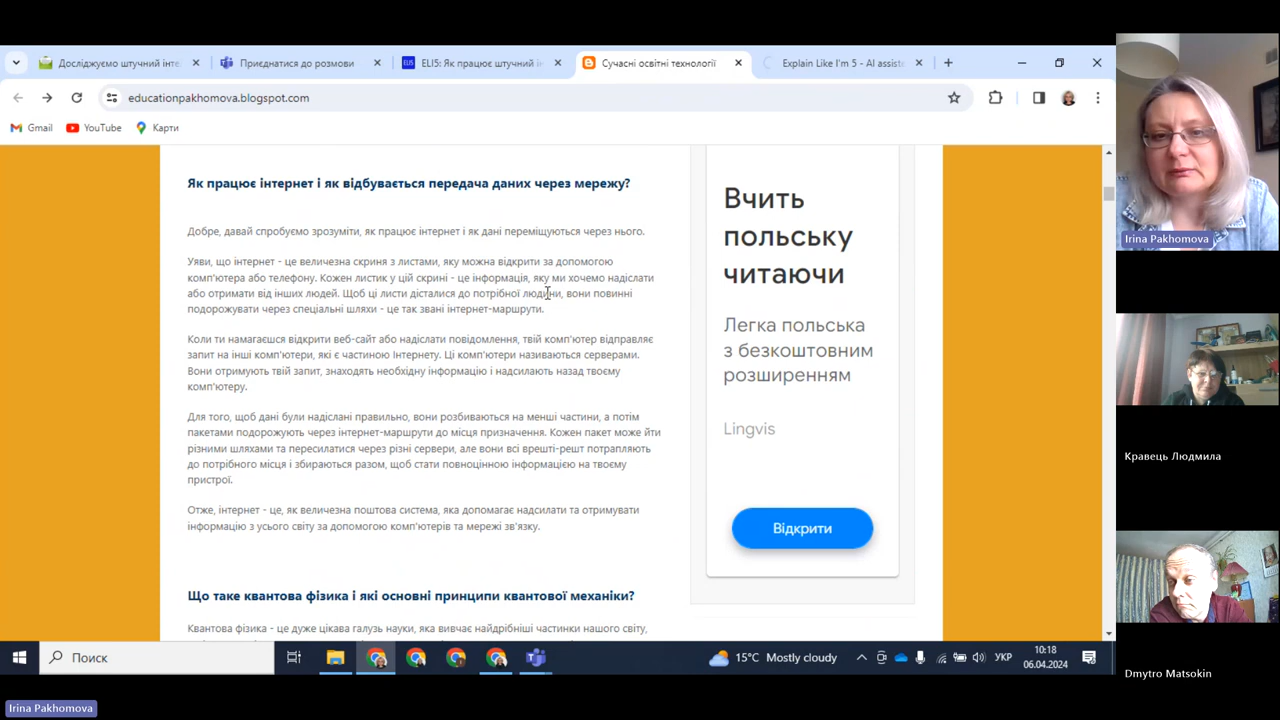 Досліджуємо штучний інте
Приєднатися до розмови
ELI5: Як працює штучний ін
Сучасні освітні технології
Explain Like I'm 5 - AI assiste
educationpakhomova.blogspot.com
Gmail
YouTube
Карти
Як працює інтернет і як відбувається передача даних через мережу?
Добре, давай спробуємо зрозуміти, як працює інтернет і як дані переміщуються через нього.
Уяви, що інтернет - це величезна скриня з листами, яку можна відкрити за допомогою
комп'ютера або телефону. Кожен листик у цій скрині - це інформація, яку ми хочемо надіслати
або отримати від інших людей. Щоб ці листи дісталися до потрібної людини, вони повинні
подорожувати через спеціальні шляхи - це так звані інтернет-маршрути.
Коли ти намагаєшся відкрити веб-сайт або надіслати повідомлення, твій комп'ютер відправляє
запит на інші комп'ютери, які є частиною Інтернету. Ці комп'ютери називаються серверами.
Вони отримують твій запит, знаходять необхідну інформацію і надсилають назад твоєму
комп'ютеру.
Для того, щоб дані були надіслані правильно, вони розбиваються на менші частини, а потім
пакетами подорожують через інтернет-маршрути до місця призначення. Кожен пакет може йти
різними шляхами та пересилатися через різні сервери, але вони всі врешті-решт потрапляють
до потрібного місця і збираються разом, щоб стати повноцінною інформацією на твоєму
пристрої.
Отже, інтернет - це, як величезна поштова система, яка допомагає надсилати та отримувати
інформацію з усього світу за допомогою комп'ютерів та мережі зв'язку.
Що таке квантова фізика і які основні принципи квантової механіки?
Квантова фізика - це дуже цікава галузь науки, яка вивчає найдрібніші частинки нашого світу,
Вчить
польську
читаючи
Легка польська
з безкоштовним
розширенням
Lingvis
Відкрити
Irina Pakhomova
Кравець Людмила
Dmytro Matsokin
Поиск
15°C Mostly cloudy
УКР
10:18
06.04.2024
Irina Pakhomova